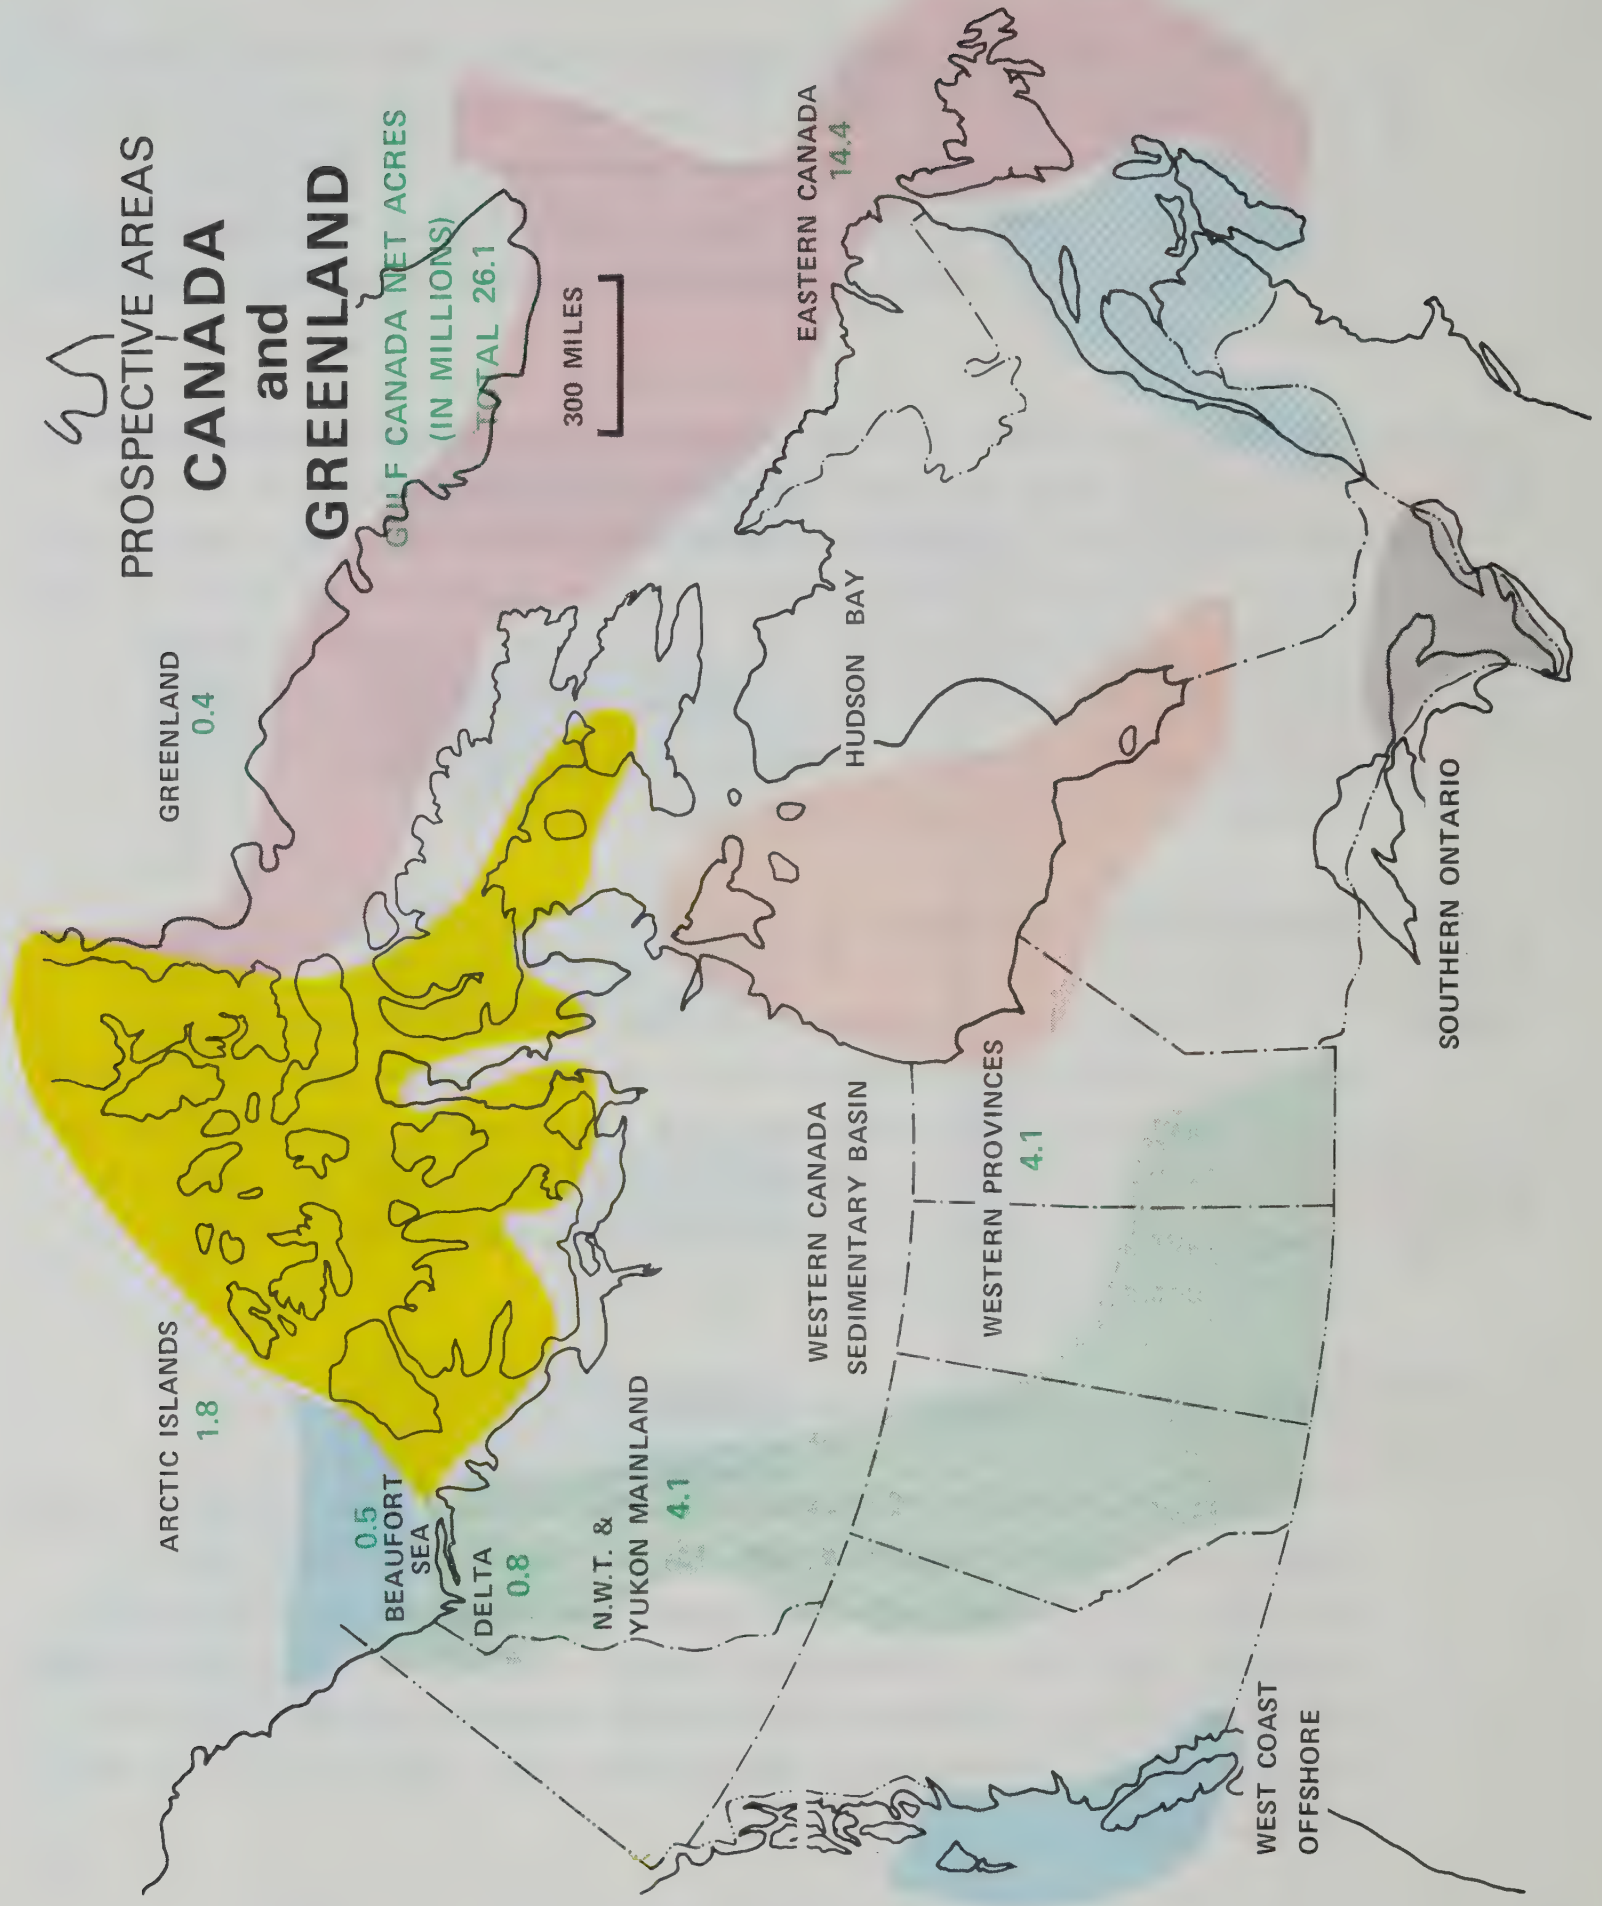 PROSPECTIVE AREAS
CANADA
and
GREENLAND
GULF CANADA NET ACRES
(IN MILLIONS)
TOTAL 26.1
300 MILES
GREENLAND
0.4
ARCTIC ISLANDS
1.8
0.5
BEAUFORT
SEA
DELTA
0.8
N.W.T. &
YUKON MAINLAND
4.1
EASTERN CANADA
14.4
HUDSON BAY
WESTERN CANADA
SEDIMENTARY BASIN
WESTERN PROVINCES
4.1
WEST COAST
OFFSHORE
SOUTHERN ONTARIO